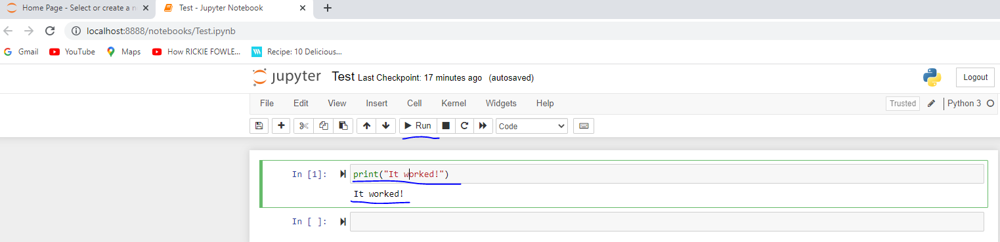 Home Page - Select or create a n
Test - Jupyter Notebook
localhost:8888/notebooks/Test.ipynb
Gmail YouTube Maps How RICKIE FOWLE... Recipe: 10 Delicious...
jupyter Test Last Checkpoint: 17 minutes ago (autosaved) Logout
File Edit View Insert Cell Kernel Widgets Help Trusted Python 3
Run Code
In [1]: print("It worked!")
It worked!
In [ ]: